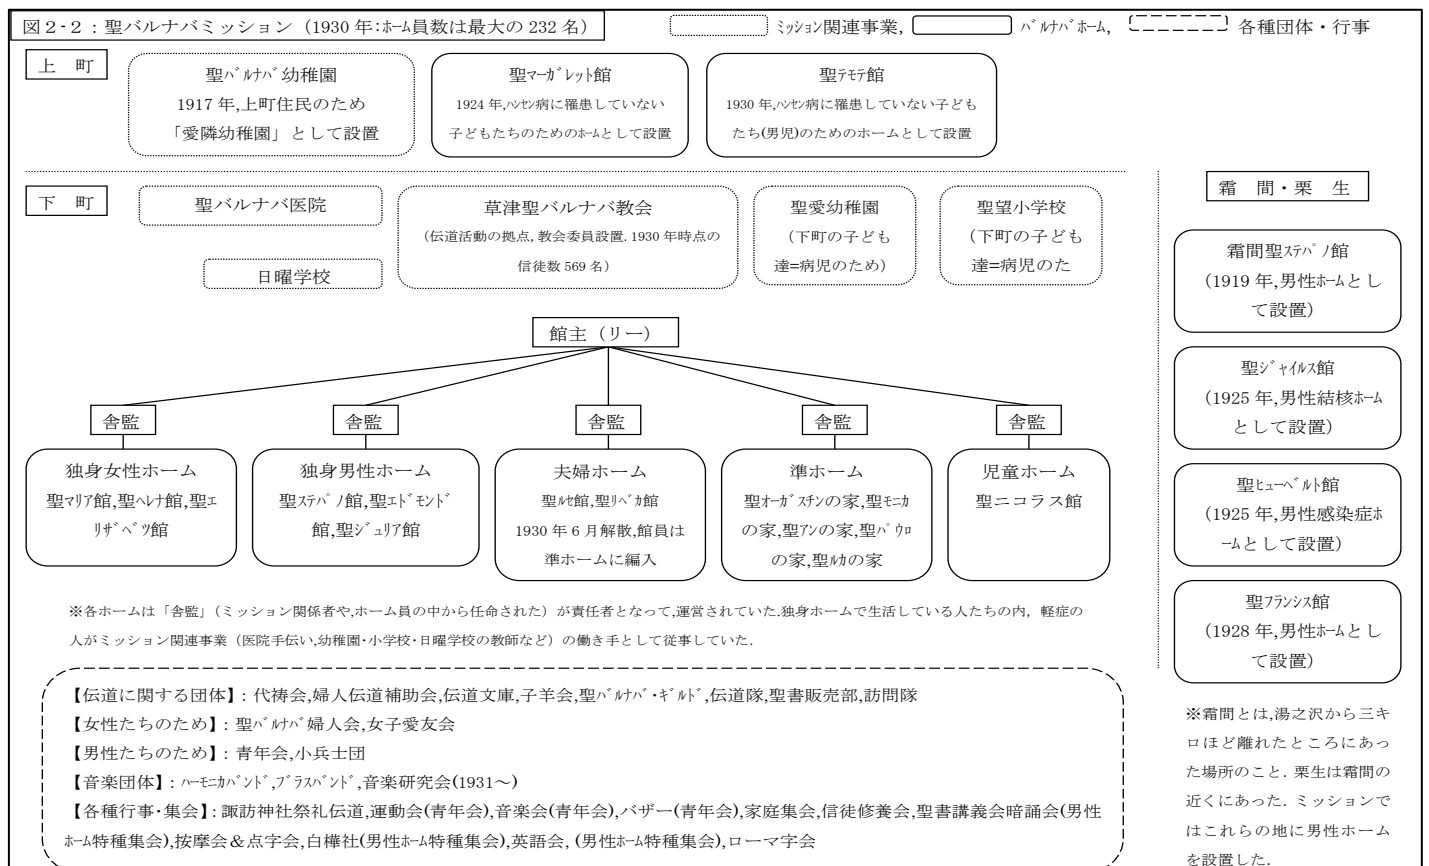 図２-２：聖バルナバミッション（1930年:ﾎｰﾑ員数は最大の232名）
ﾐｯｼｮﾝ関連事業,
ﾊﾞﾙﾅﾊﾞﾎｰﾑ,
各種団体・行事
上　町
聖ﾊﾞﾙﾅﾊﾞ幼稚園
1917年,上町住民のため
「愛隣幼稚園」として設置
聖ﾏｰｶﾞﾚｯﾄ館
1924年,ﾊﾝｾﾝ病に罹患していない
子どもたちのためのﾎｰﾑとして設置
聖ﾃﾓﾃ館
1930年,ﾊﾝｾﾝ病に罹患していない子ども
たち(男児)のためのホームとして設置
下　町
聖バルナバ医院
日曜学校
草津聖バルナバ教会
(伝道活動の拠点,教会委員設置.1930年時点の
信徒数569名)
聖愛幼稚園
(下町の子ども
達=病児のため)
聖望小学校
(下町の子ども
達=病児のた
館主（リー）
舎監
舎監
舎監
舎監
舎監
独身女性ホーム
聖ﾏﾘｱ館,聖ﾍﾚﾅ館,聖ｴ
ﾘｻﾞﾍﾞﾂ館
独身男性ホーム
聖ｽﾃﾊﾟﾉ館,聖ｴﾄﾞﾓﾝﾄﾞ
館,聖ｼﾞｭﾘｱ館
夫婦ホーム
聖ﾙﾂ館,聖ﾘﾍﾞｶ館
1930年6月解散,館員は
準ホームに編入
準ホーム
聖ｵｰｶﾞｽﾁﾝの家,聖ﾓﾆｶ
の家,聖ｱﾝの家,聖ﾊﾟｳﾛ
の家,聖ﾙｶの家
児童ホーム
聖ニコラス館
※各ホームは「舎監」（ミッション関係者や,ホーム員の中から任命された）が責任者となって,運営されていた.独身ホームで生活している人たちの内，軽症の
人がミッション関連事業（医院手伝い,幼稚園・小学校・日曜学校の教師など）の働き手として従事していた.
【伝道に関する団体】：代祷会,婦人伝道補助会,伝道文庫,子羊会,聖ﾊﾞﾙﾅﾊﾞ・ｷﾞﾙﾄﾞ,伝道隊,聖書販売部,訪問隊
【女性たちのため】：聖ﾊﾞﾙﾅﾊﾞ婦人会,女子愛友会
【男性たちのため】：青年会,小兵士団
【音楽団体】：ﾊｰﾓﾆｶﾊﾞﾝﾄﾞ,ﾌﾞﾗｽﾊﾞﾝﾄﾞ,音楽研究会(1931～)
【各種行事・集会】：諏訪神社祭礼伝道,運動会(青年会),音楽会(青年会),バザー(青年会),家庭集会,信徒修養会,聖書講義会暗誦会(男性
ﾎｰﾑ特種集会),按摩会＆点字会,白樺社(男性ﾎｰﾑ特種集会),英語会, (男性ﾎｰﾑ特種集会),ローマ字会
霜　間・栗　生
霜間聖ｽﾃﾊﾟﾉ館
(1919年,男性ﾎｰﾑとし
て設置)
聖ｼﾞｬｲﾙｽ館
(1925年,男性結核ﾎｰﾑ
として設置)
聖ﾋｭｰﾍﾞﾙﾄ館
(1925年,男性感染症ﾎ
ｰﾑとして設置)
聖ﾌﾗﾝｼｽ館
(1928年,男性ﾎｰﾑとし
て設置)
※霜間とは,湯之沢から三キ
ロほど離れたところにあっ
た場所のこと. 栗生は霜間の
近くにあった. ミッションで
はこれらの地に男性ホーム
を設置した.